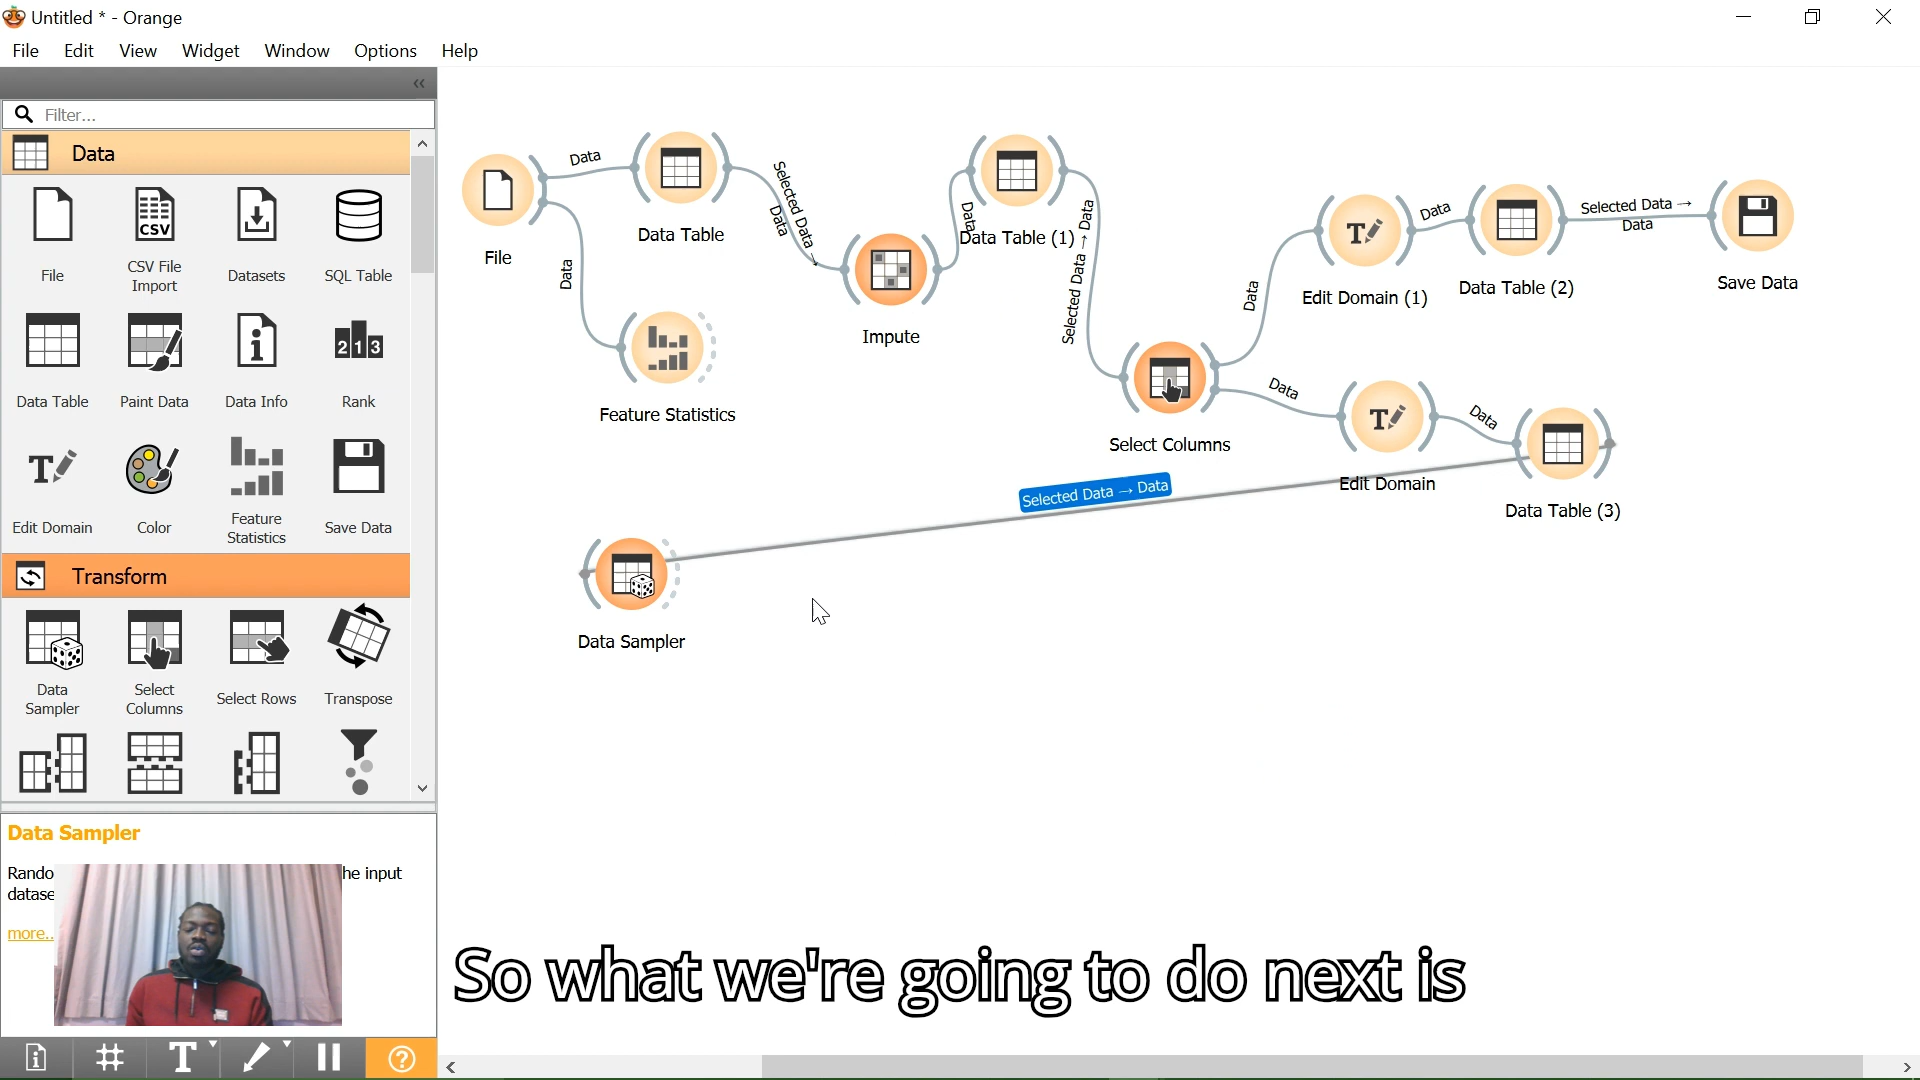 Untitled * - Orange
File Edit View Widget Window Options Help
Filter...
Data
File
CSV File
Import
Datasets
SQL Table
Data Table
Paint Data
Data Info
Rank
Edit Domain
Color
Feature
Statistics
Save Data
Transform
Data
Sampler
Select
Columns
Select Rows
Transpose
Data Sampler
Rando
he input
datase
more..
File
Data
Data
Data Table
Feature Statistics
Selected Data →
Data
Impute
Data
Data Table (1)
Selected Data → Data
Select Columns
Data
Data
Edit Domain (1)
Data
Data Table (2)
Selected Data →
Data
Save Data
Edit Domain
Data
Data Table (3)
Selected Data → Data
Data Sampler
So what we're going to do next is